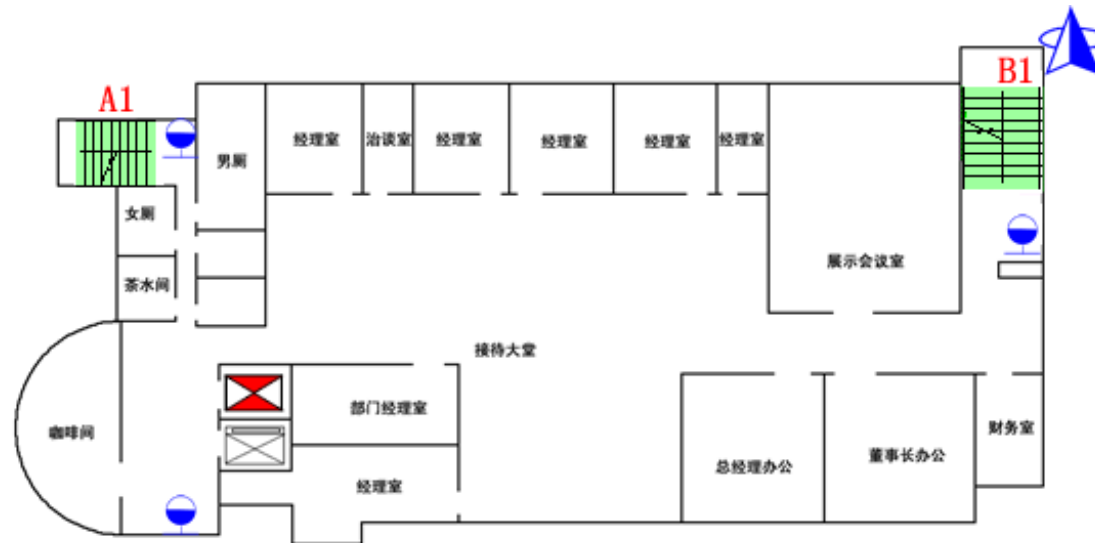 A1
B1
经理室
治谈室
经理室
经理室
经理室
经理室
男厕
女厕
茶水间
展示会议室
接待大堂
咖啡间
部门经理室
经理室
总经理办公
董事长办公
财务室